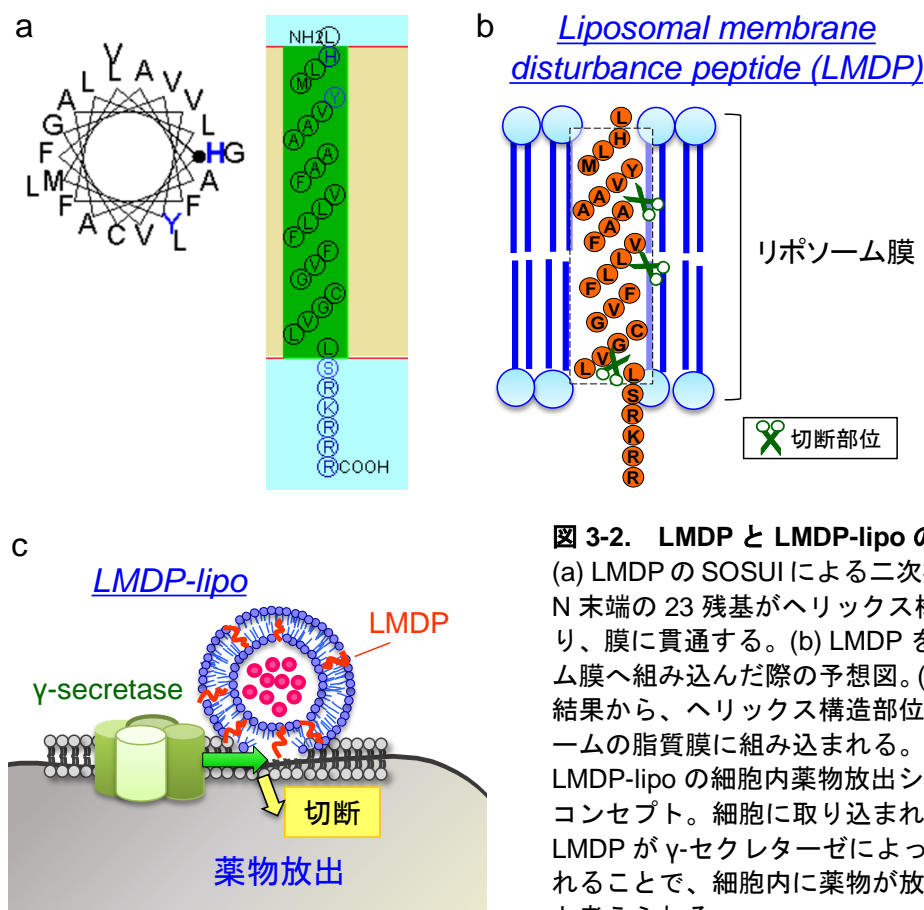 a
V
L L A V
A V
G L
F HG
L M A
F F
A C V Y L
NH2 L
M L H
A A V Y
F A A
F L L V
G V F
L V G C
L
S
R
K
R
R
R COOH
b
Liposomal membrane
disturbance peptide (LMDP)
L
M L H
A A V Y
F A A
F L L V
G V F
L V G C
L
S
R
K
R
R
リポソーム膜
切断部位
c
LMDP-lipo
LMDP
γ-secretase
切断
薬物放出
図 3-2. LMDP と LMDP-lipo の
(a) LMDP の SOSUI による二次
N 末端の 23 残基がヘリックス
り、膜に貫通する。(b) LMDP を
ム膜へ組み込んだ際の予想図。(
結果から、ヘリックス構造部位
ームの脂質膜に組み込まれる。
LMDP-lipo の細胞内薬物放出シ
コンセプト。細胞に取り込まれ
LMDP が γ-セクレターゼによっ
れることで、細胞内に薬物が放